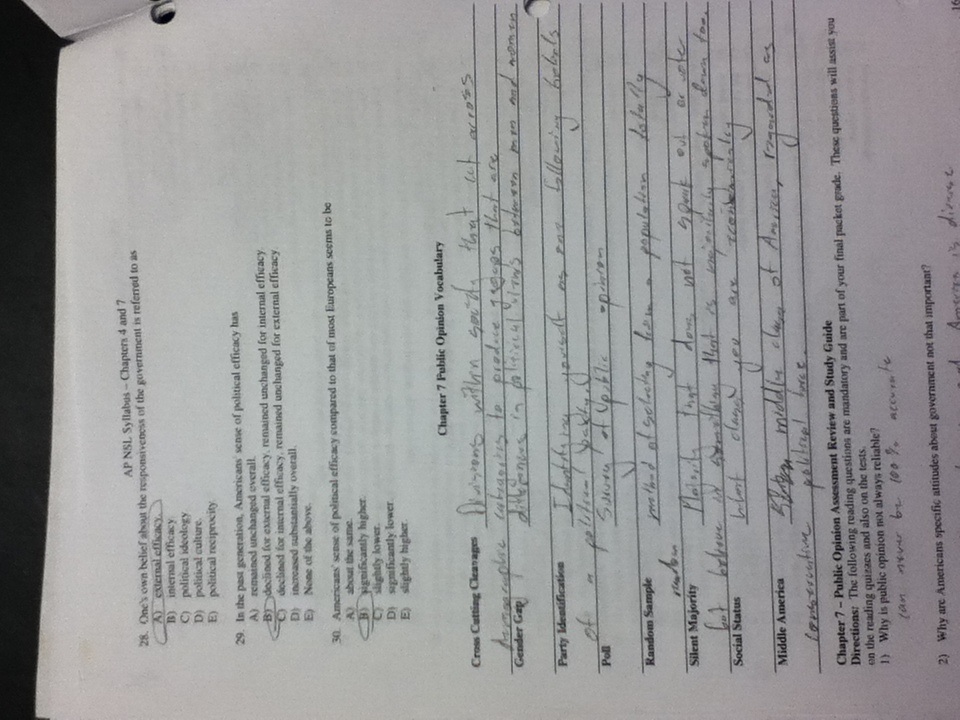 AP NSL Syllabus – Chapters 4 and 7
28. One's own belief about the responsiveness of the government is referred to as
A) external efficacy.
B) internal efficacy.
C) political ideology.
D) political culture.
E) political reciprocity.
29. In the past generation, Americans' sense of political efficacy has
A) remained unchanged overall.
B) declined for external efficacy, remained unchanged for internal efficacy.
C) declined for internal efficacy, remained unchanged for external efficacy.
D) increased substantially overall.
E) None of the above.
30. Americans' sense of political efficacy compared to that of most Europeans seems to be
A) about the same.
B) significantly higher.
C) slightly lower.
D) significantly lower.
E) slightly higher.
Chapter 7 Public Opinion Vocabulary
Cross Cutting Cleavages Divisions within society that cut across
demographic categories to produce groups that are
Gender Gap differences in political views between men and women
Party Identification Identifying yourself as one following beliefs
of a political party.
Poll Survey of public opinion
Random Sample method of selecting from a population totally
random
Silent Majority Majority that does not speak out or vote
but believe in something that is majorituly spoken down too.
Social Status What class you are economically
Middle America middle class of America, regarded as
conservative political force.
Chapter 7 – Public Opinion Assessment Review and Study Guide
Directions: The following reading questions are mandatory and are part of your final packet grade. These questions will assist you
on the reading quizzes and also on the tests.
1) Why is public opinion not always reliable?
can never be 100% accurate
2) Why are Americans specific attitudes about government not that important?
America is diverse
16